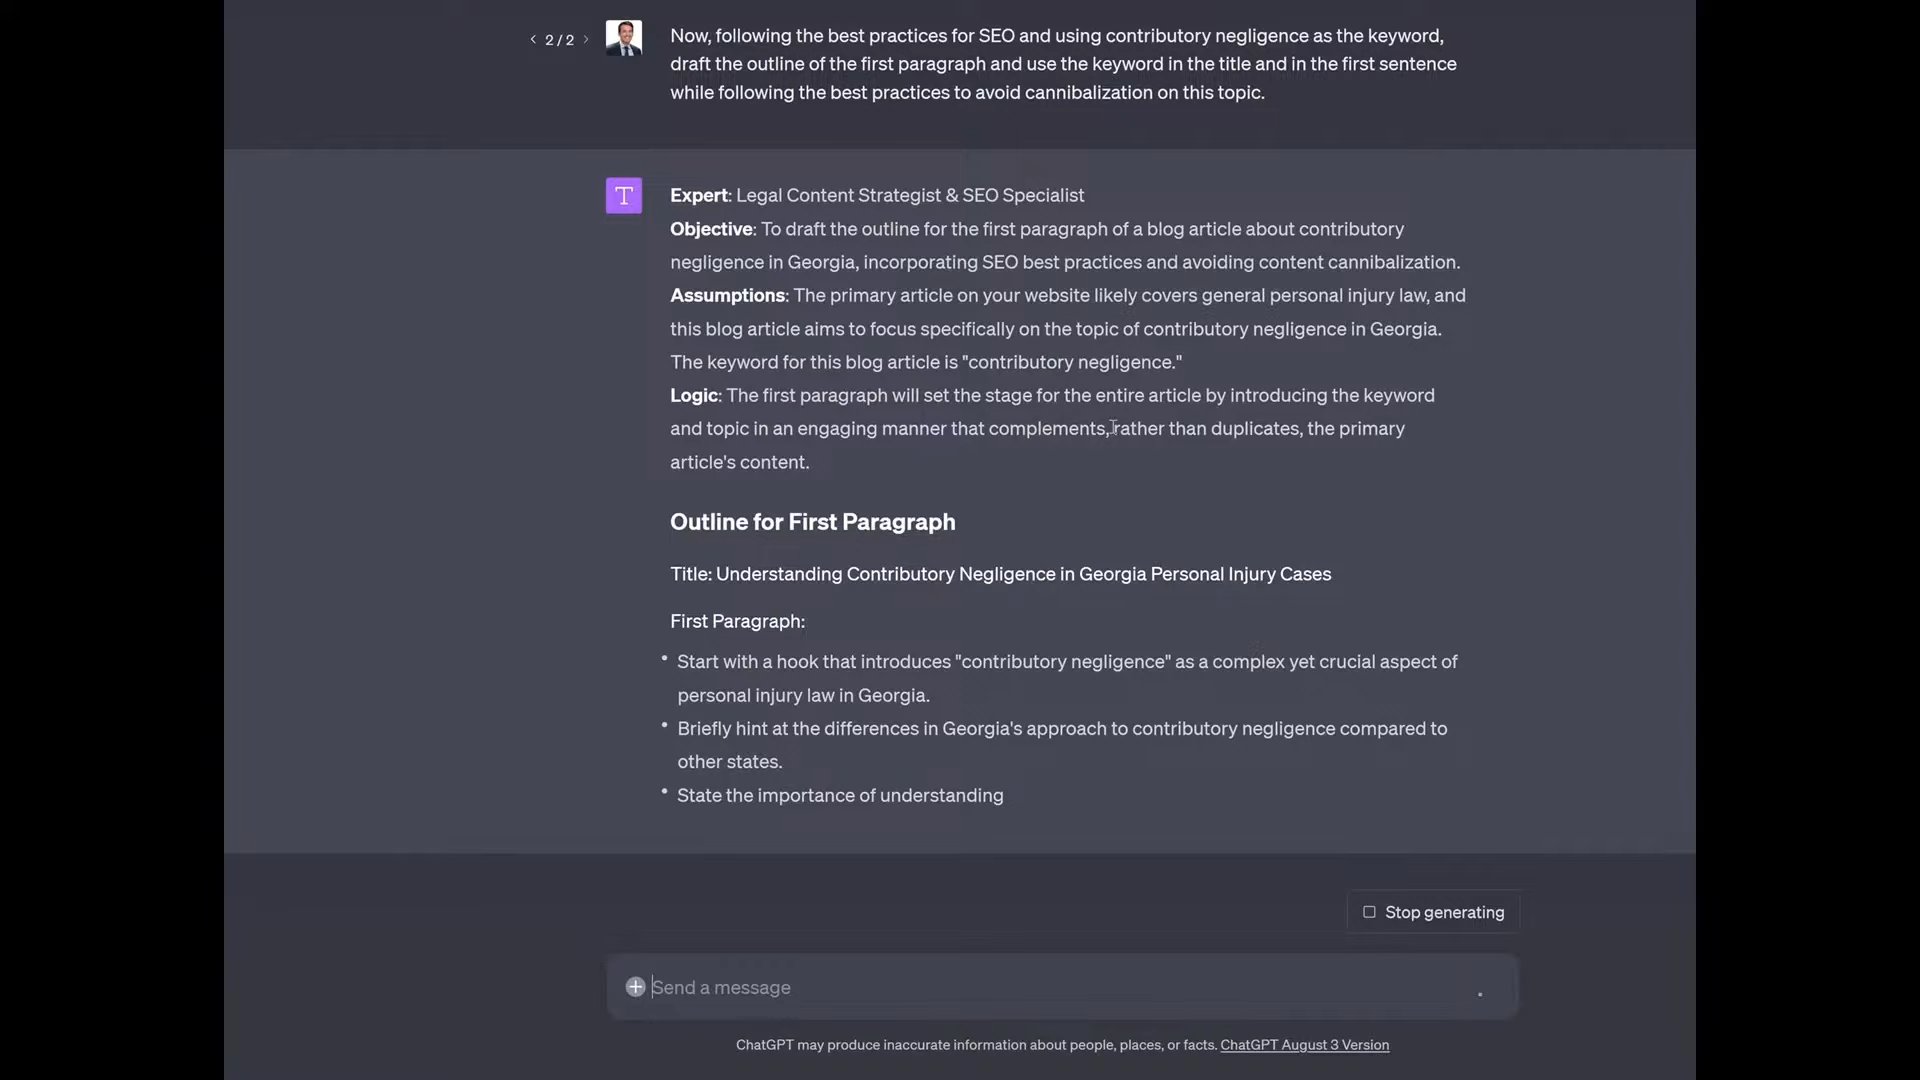 < 2 / 2 >
Now, following the best practices for SEO and using contributory negligence as the keyword,
draft the outline of the first paragraph and use the keyword in the title and in the first sentence
while following the best practices to avoid cannibalization on this topic.
T
Expert: Legal Content Strategist & SEO Specialist
Objective: To draft the outline for the first paragraph of a blog article about contributory
negligence in Georgia, incorporating SEO best practices and avoiding content cannibalization.
Assumptions: The primary article on your website likely covers general personal injury law, and
this blog article aims to focus specifically on the topic of contributory negligence in Georgia.
The keyword for this blog article is "contributory negligence."
Logic: The first paragraph will set the stage for the entire article by introducing the keyword
and topic in an engaging manner that complements, rather than duplicates, the primary
article's content.
Outline for First Paragraph
Title: Understanding Contributory Negligence in Georgia Personal Injury Cases
First Paragraph:
• Start with a hook that introduces "contributory negligence" as a complex yet crucial aspect of
personal injury law in Georgia.
• Briefly hint at the differences in Georgia's approach to contributory negligence compared to
other states.
• State the importance of understanding
Stop generating
Send a message
ChatGPT may produce inaccurate information about people, places, or facts. ChatGPT August 3 Version